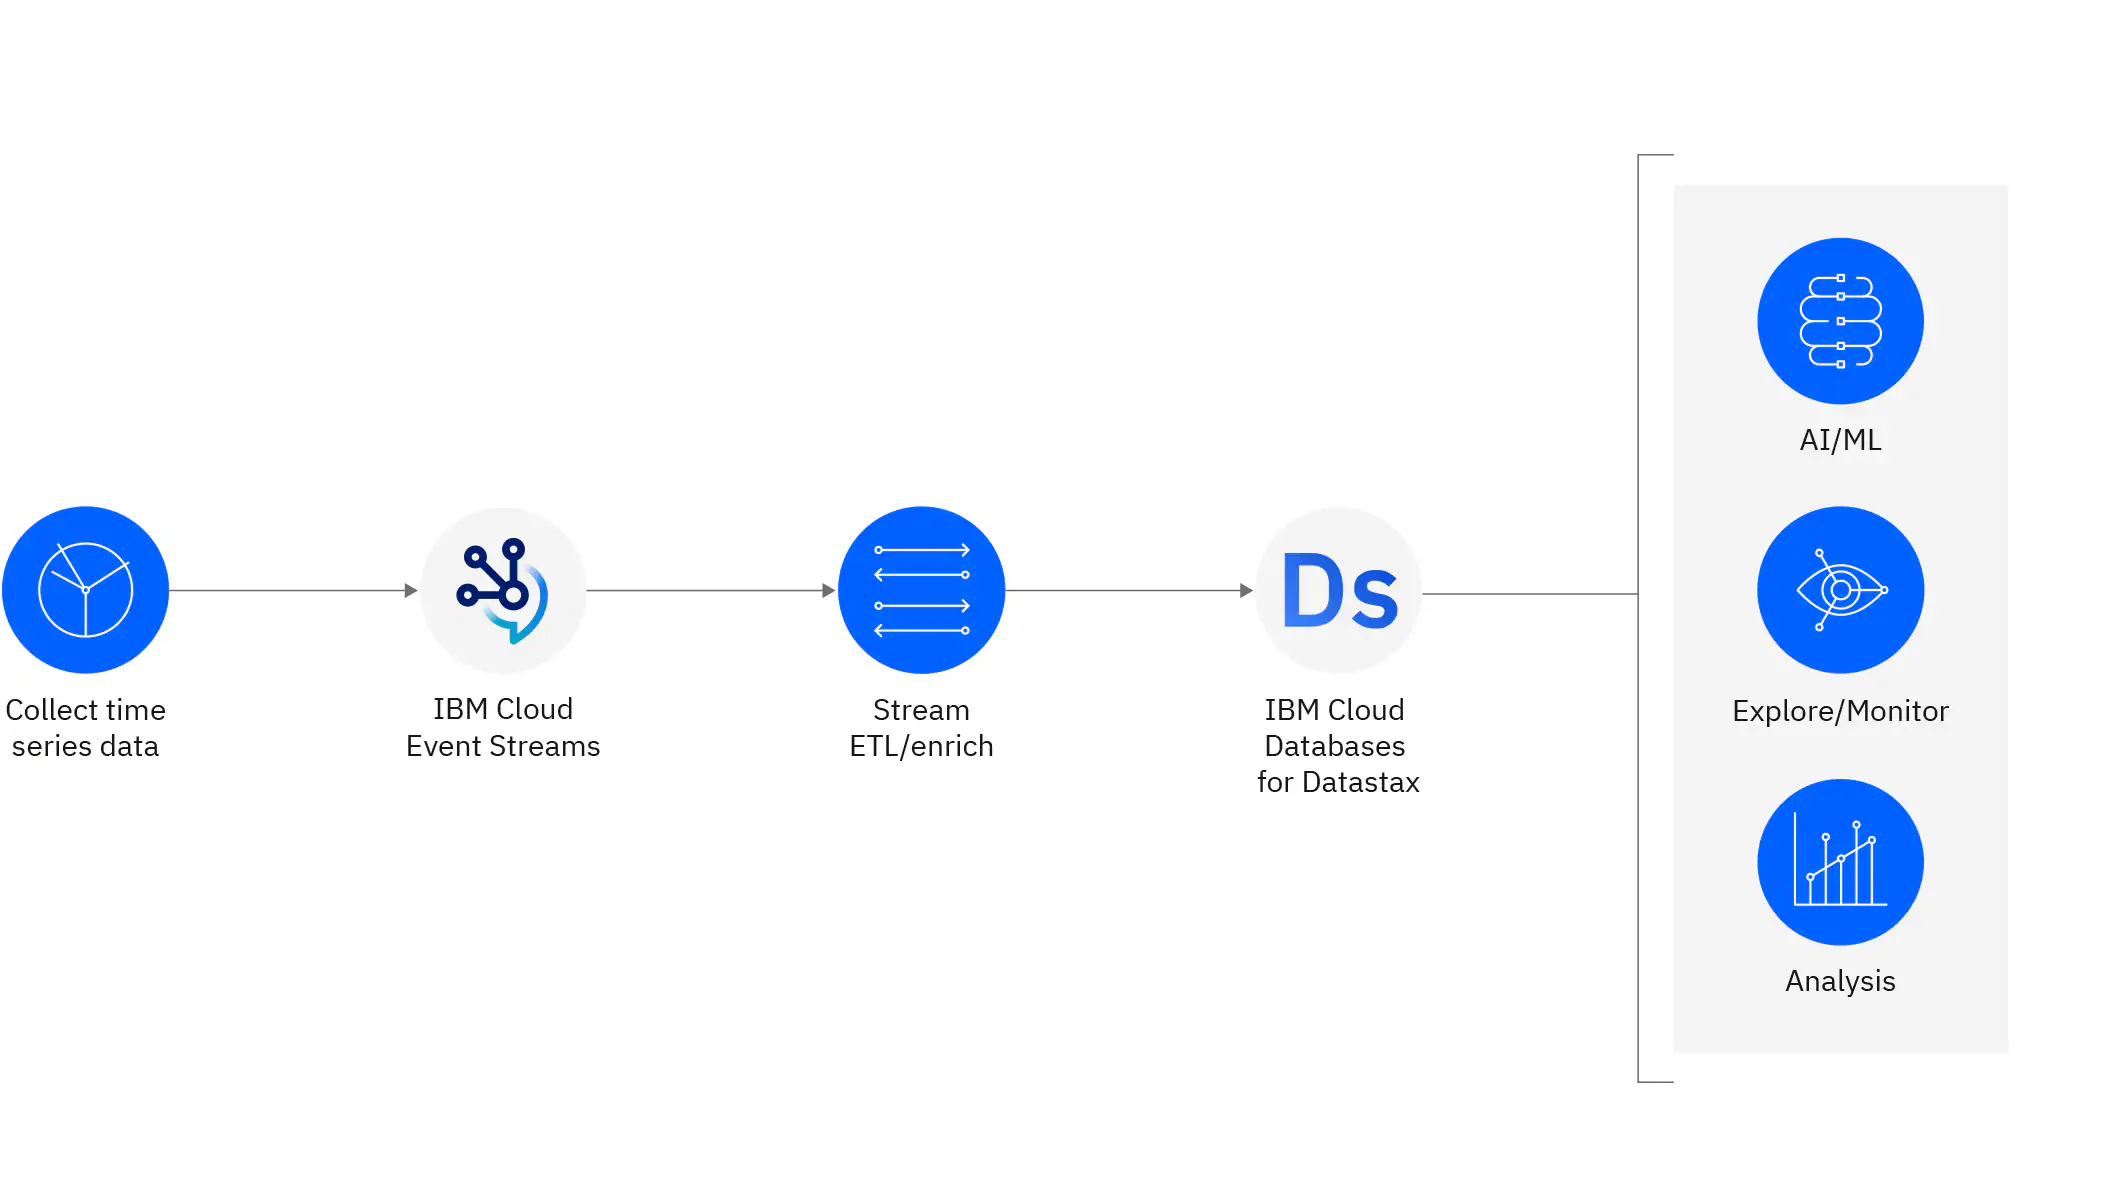 Collect time
series data
IBM Cloud
Event Streams
Stream
ETL/enrich
Ds
IBM Cloud
Databases
for Datastax
AI/ML
Explore/Monitor
Analysis